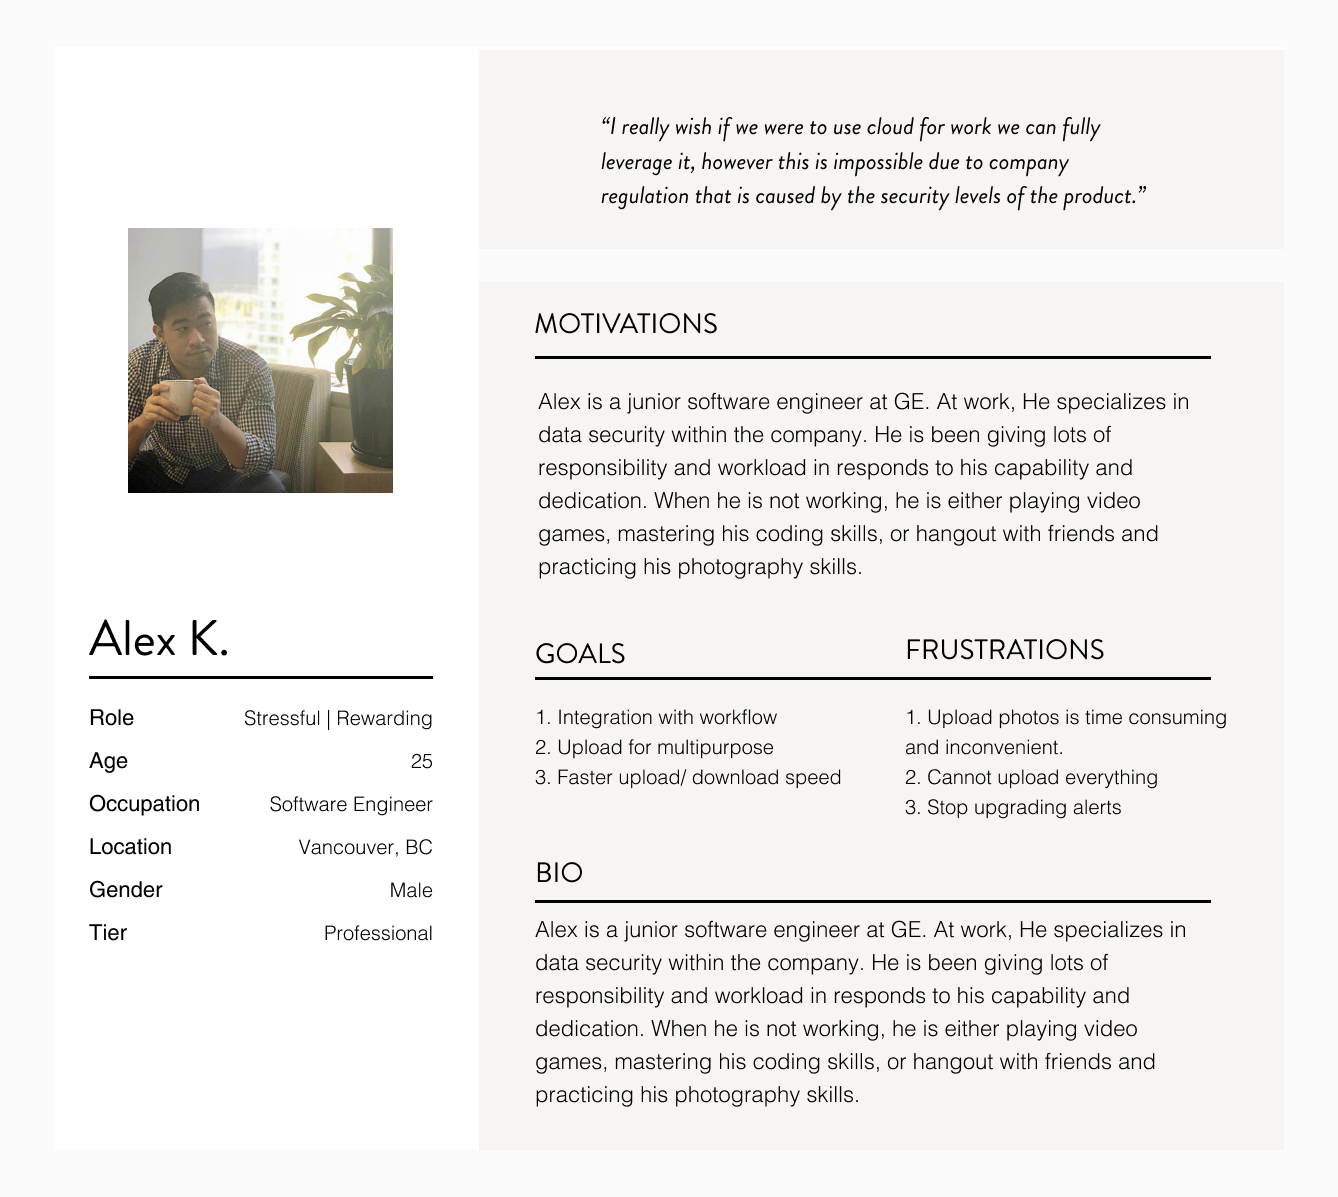 “I really wish if we were to use cloud for work we can fully
leverage it, however this is impossible due to company
regulation that is caused by the security levels of the product.”
MOTIVATIONS
Alex is a junior software engineer at GE. At work, He specializes in
data security within the company. He is been giving lots of
responsibility and workload in responds to his capability and
dedication. When he is not working, he is either playing video
games, mastering his coding skills, or hangout with friends and
practicing his photography skills.
Alex K.
Role Stressful | Rewarding
Age 25
Occupation Software Engineer
Location Vancouver, BC
Gender Male
Tier Professional
GOALS
1. Integration with workflow
2. Upload for multipurpose
3. Faster upload/ download speed
FRUSTRATIONS
1. Upload photos is time consuming
and inconvenient.
2. Cannot upload everything
3. Stop upgrading alerts
BIO
Alex is a junior software engineer at GE. At work, He specializes in
data security within the company. He is been giving lots of
responsibility and workload in responds to his capability and
dedication. When he is not working, he is either playing video
games, mastering his coding skills, or hangout with friends and
practicing his photography skills.